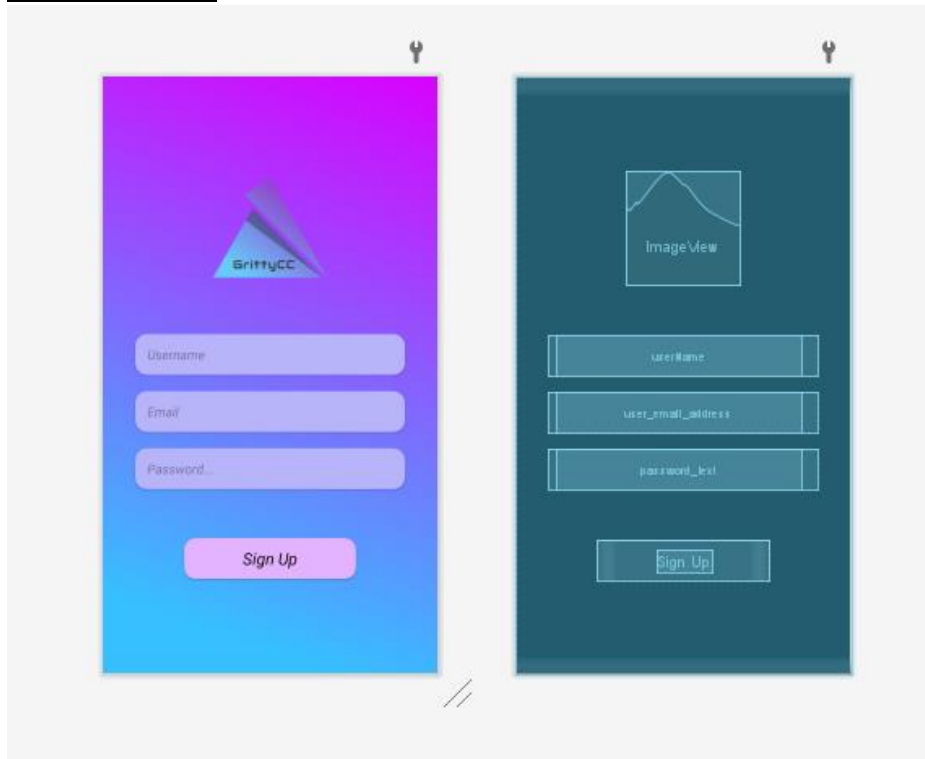 GrittyCC
Username
Email
Password...
Sign Up
ImageView
userName
user_email_address
password_text
Sign Up